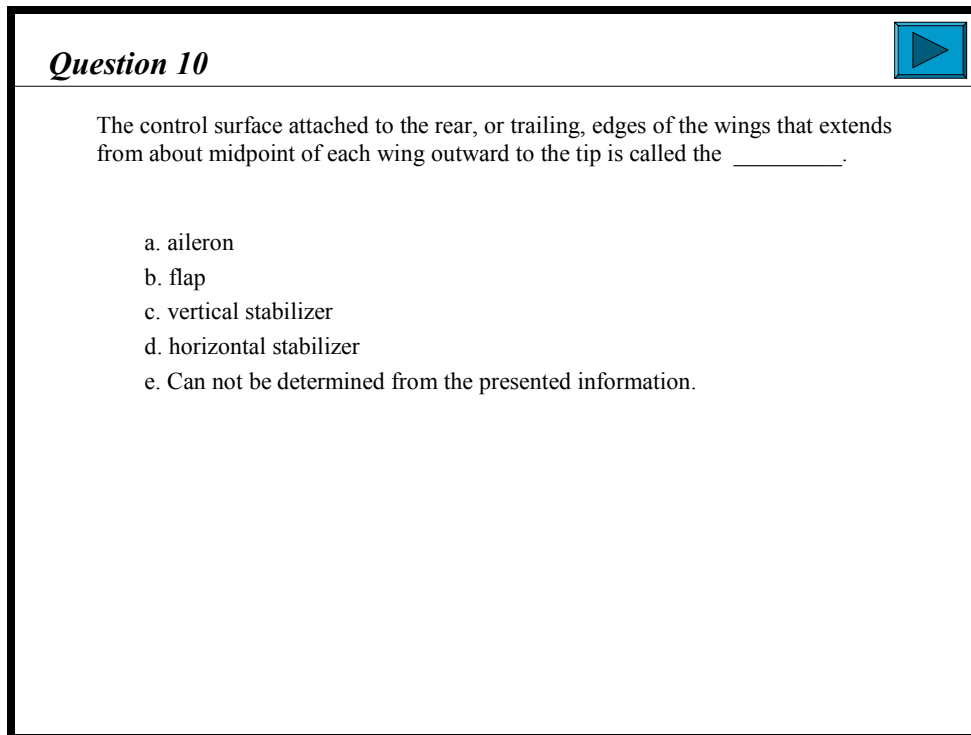 Question 10
The control surface attached to the rear, or trailing, edges of the wings that extends
from about midpoint of each wing outward to the tip is called the _________.
a. aileron
b. flap
c. vertical stabilizer
d. horizontal stabilizer
e. Can not be determined from the presented information.